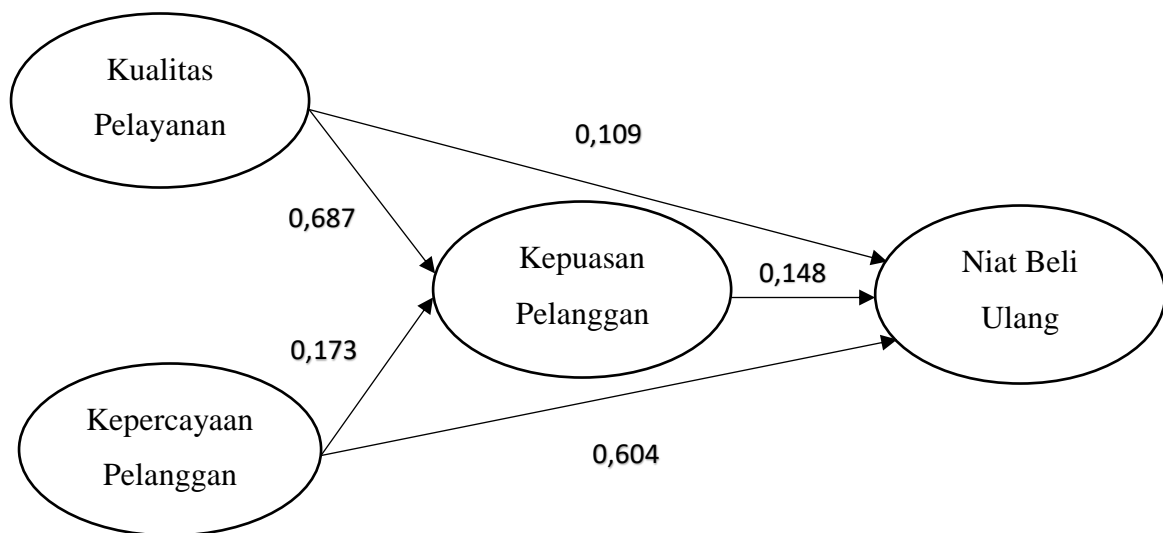 Kualitas
Pelayanan
0,109
0,687
Kepuasan
Pelanggan
0,148
Niat Beli
Ulang
0,173
Kepercayaan
Pelanggan
0,604